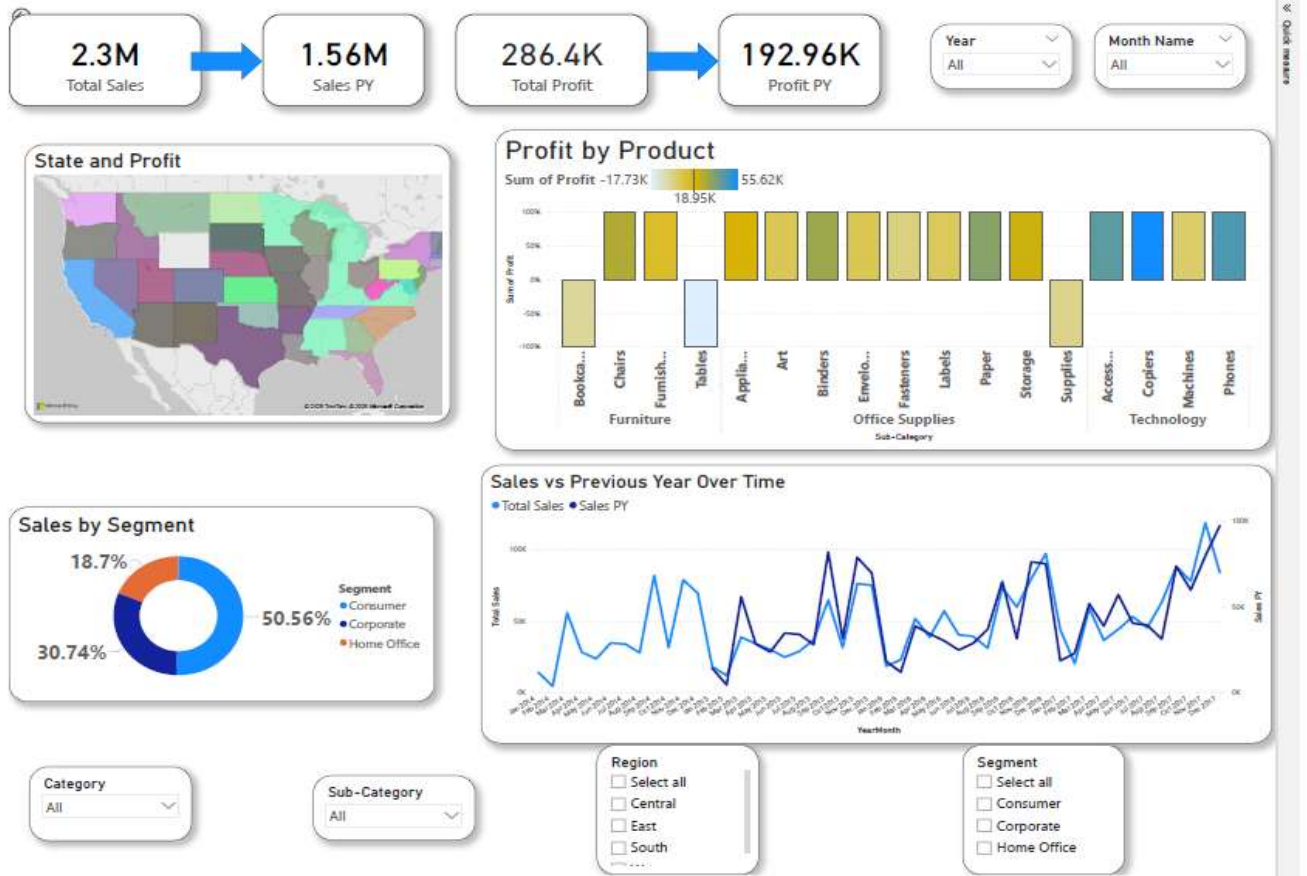 2.3M
Total Sales
1.56M
Sales PY
286.4K
Total Profit
192.96K
Profit PY
Year
All
Month Name
All
Quick measure
State and Profit
Profit by Product
Sum of Profit -17.73K
55.62K
18.95K
Sum of Profit
100%
50%
0%
-50%
-100%
Bookca...
Chairs
Furnish...
Tables
Applia...
Art
Binders
Envelo...
Fasteners
Labels
Paper
Storage
Supplies
Access...
Copiers
Machines
Phones
Furniture
Office Supplies
Technology
Sub-Category
Sales by Segment
18.7%
50.56%
30.74%
Segment
Consumer
Corporate
Home Office
Sales vs Previous Year Over Time
Total Sales
Sales PY
Total Sales
100K
50K
0K
Sales PY
100K
50K
0K
YearMonth
Category
All
Sub-Category
All
Region
Select all
Central
East
South
Segment
Select all
Consumer
Corporate
Home Office